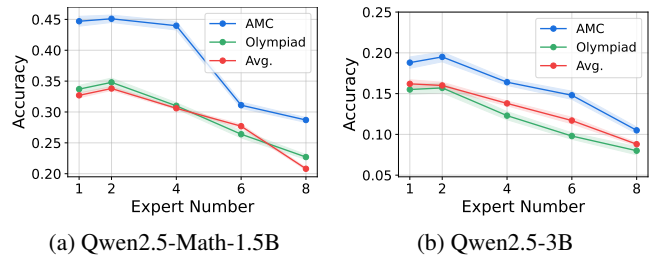 0.45
0.40
0.35
0.30
0.25
0.20
Accuracy
AMC
Olympiad
Avg.
1 2 4 6 8
Expert Number
(a) Qwen2.5-Math-1.5B
0.25
0.20
0.15
0.10
0.05
Accuracy
AMC
Olympiad
Avg.
1 2 4 6 8
Expert Number
(b) Qwen2.5-3B